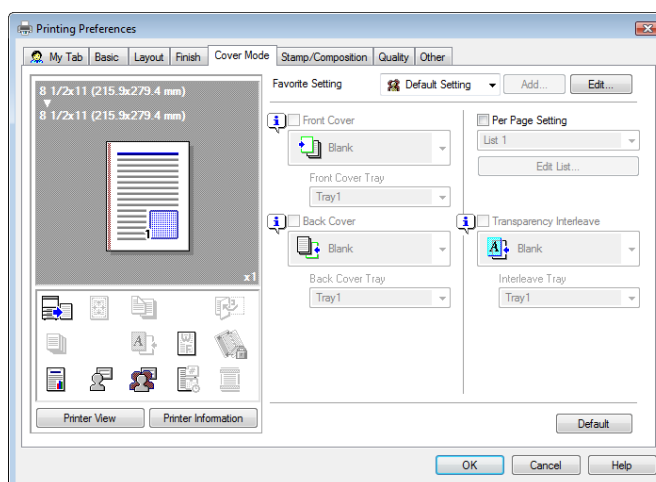 Printing Preferences
My Tab Basic Layout Finish Cover Mode Stamp/Composition Quality Other
8 1/2x11 (215.9x279.4 mm)
8 1/2x11 (215.9x279.4 mm)
1
x1
Printer View Printer Information
Favorite Setting Default Setting Add... Edit...
Front Cover
Blank
Front Cover Tray
Tray1
Back Cover
Blank
Back Cover Tray
Tray1
Per Page Setting
List 1
Edit List...
Transparency Interleave
A Blank
Interleave Tray
Tray1
Default
OK Cancel Help